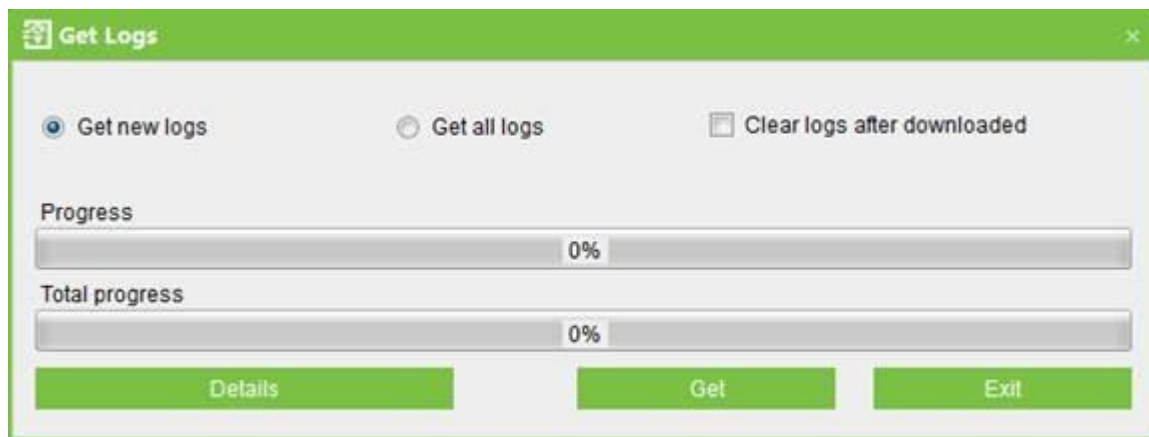 Get Logs
Get new logs Get all logs Clear logs after downloaded
Progress
0%
Total progress
0%
Details Get Exit